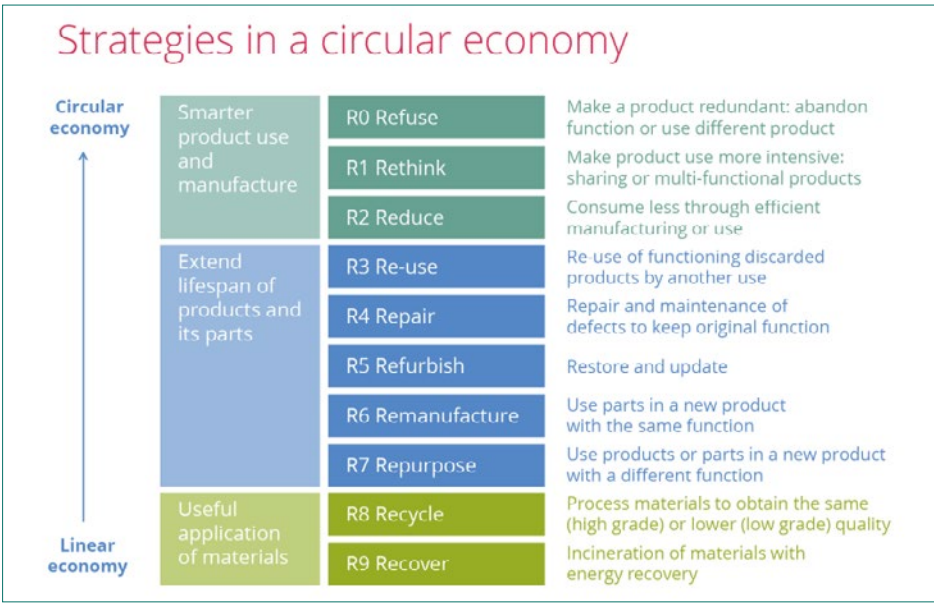 Strategies in a circular economy
Circular
economy
Linear
economy
Smarter
product use
and
manufacture
R0 Refuse
Make a product redundant: abandon
function or use different product
R1 Rethink
Make product use more intensive:
sharing or multi-functional products
R2 Reduce
Consume less through efficient
manufacturing or use
Extend
lifespan of
products and
its parts
R3 Re-use
Re-use of functioning discarded
products by another use
R4 Repair
Repair and maintenance of
defects to keep original function
R5 Refurbish
Restore and update
R6 Remanufacture
Use parts in a new product
with the same function
R7 Repurpose
Use products or parts in a new product
with a different function
Useful
application
of materials
R8 Recycle
Process materials to obtain the same
(high grade) or lower (low grade) quality
R9 Recover
Incineration of materials with
energy recovery